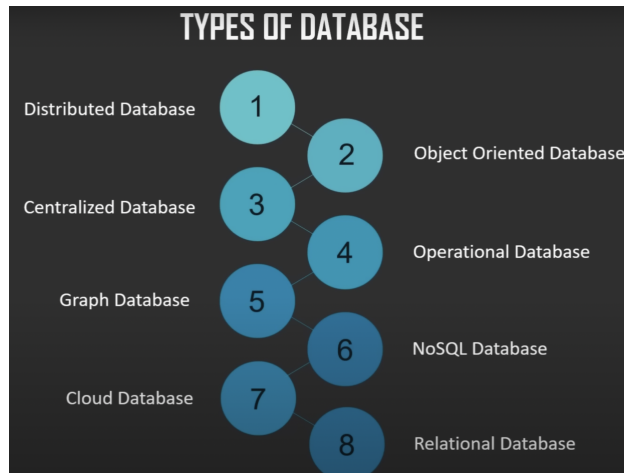 TYPES OF DATABASE
Distributed Database
1
2
Object Oriented Database
Centralized Database
3
4
Operational Database
Graph Database
5
6
NoSQL Database
Cloud Database
7
8
Relational Database